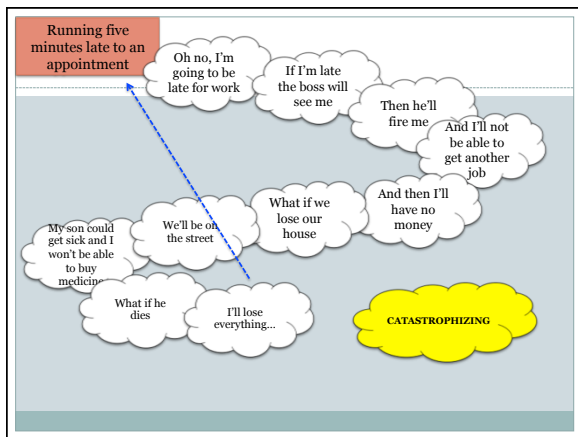 Running five
minutes late to an
appointment
Oh no, I'm
going to be
late for work
If I'm late
the boss will
see me
Then he'll
fire me
And I'll not
be able to
get another
job
And then I'll
have no
money
What if we
lose our
house
We'll be on
the street
My son could
get sick and I
won't be able
to buy
medicine
What if he
dies
I'll lose
everything...
CATASTROPHIZING